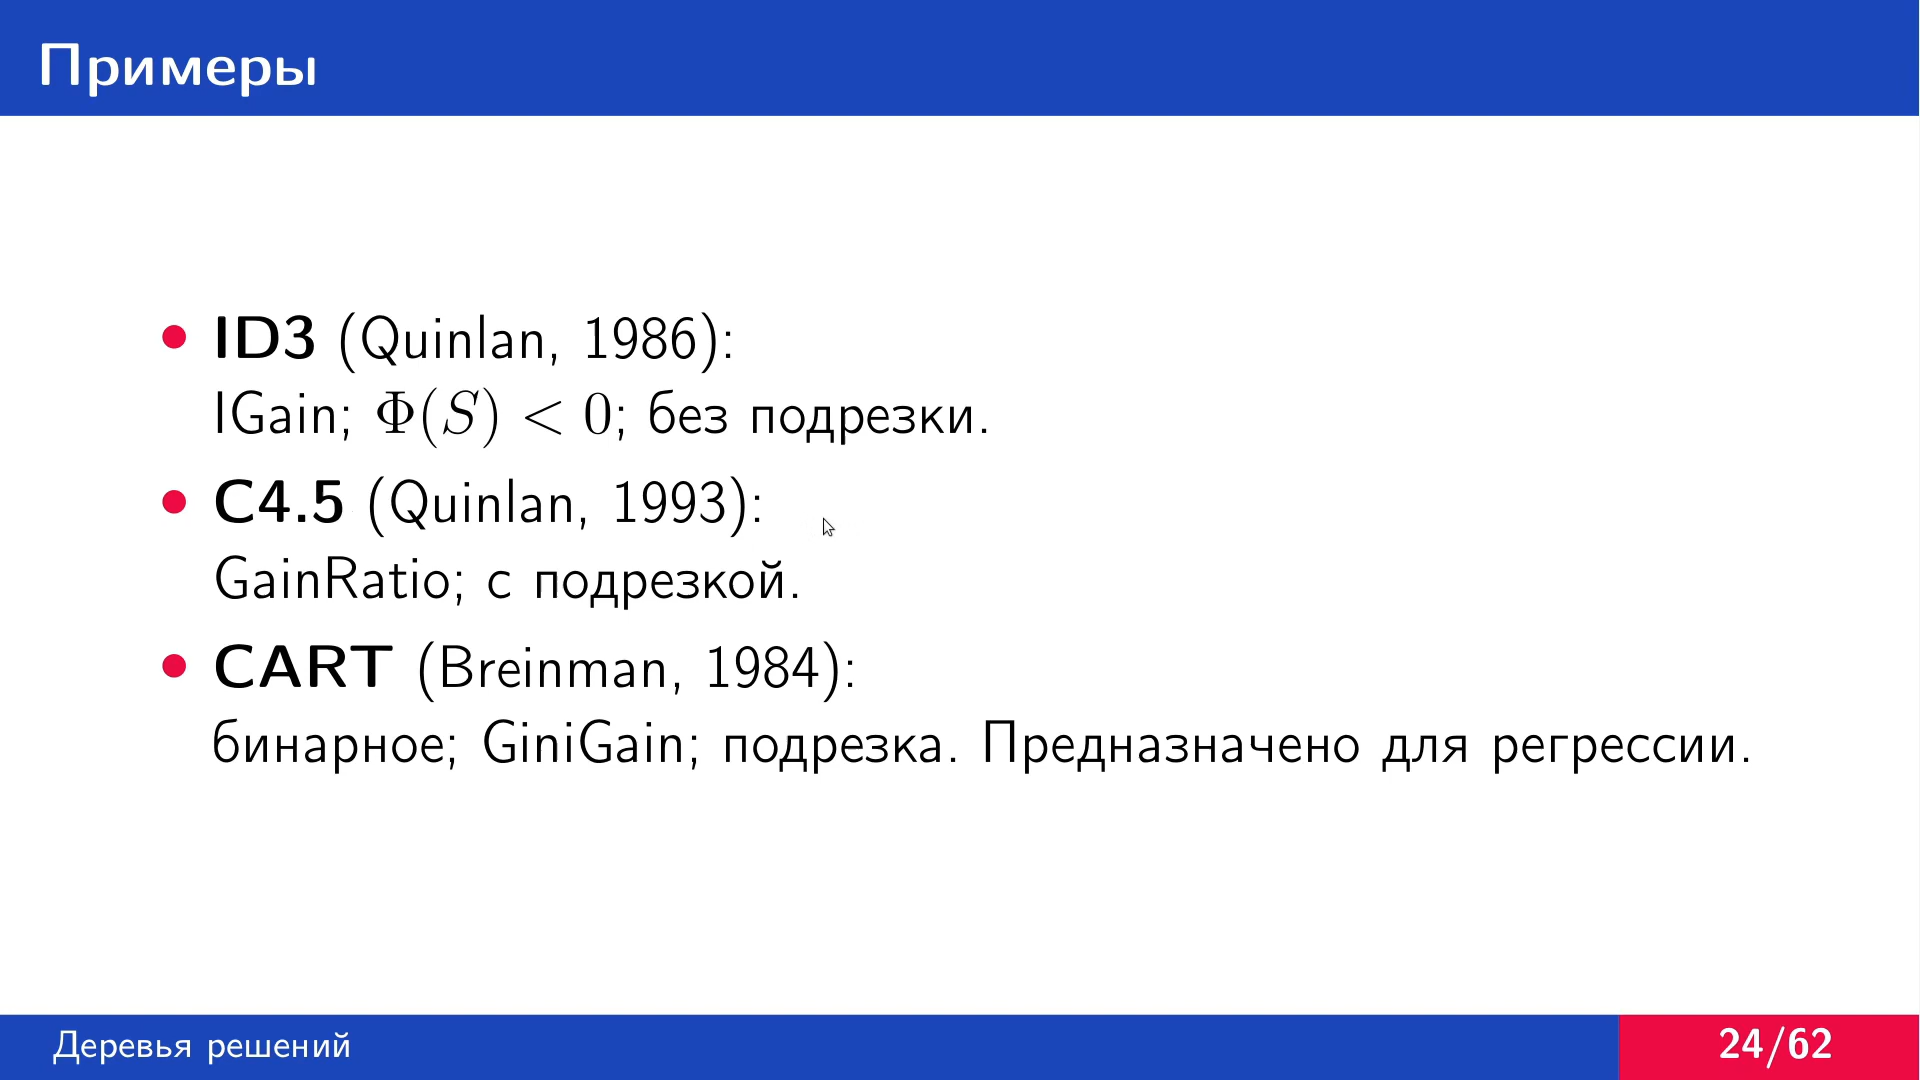 Примеры
• ID3 (Quinlan, 1986):
IGain; Φ(S) < 0; без подрезки.
• C4.5 (Quinlan, 1993):
GainRatio; с подрезкой.
• CART (Breinman, 1984):
бинарное; GiniGain; подрезка. Предназначено для регрессии.
Деревья решений
24/62